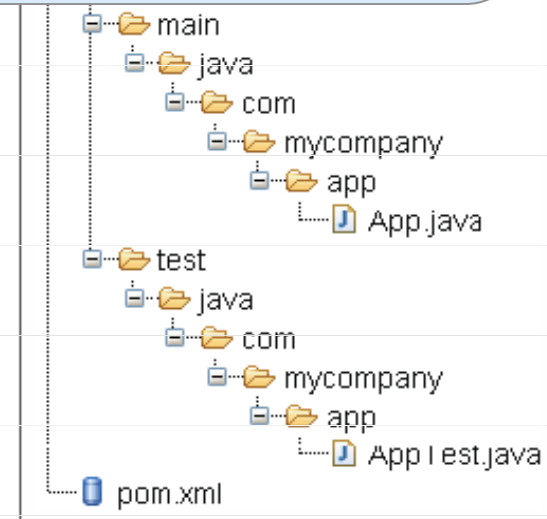 main
java
com
mycompany
app
App.java
test
java
com
mycompany
app
AppTest.java
pom.xml